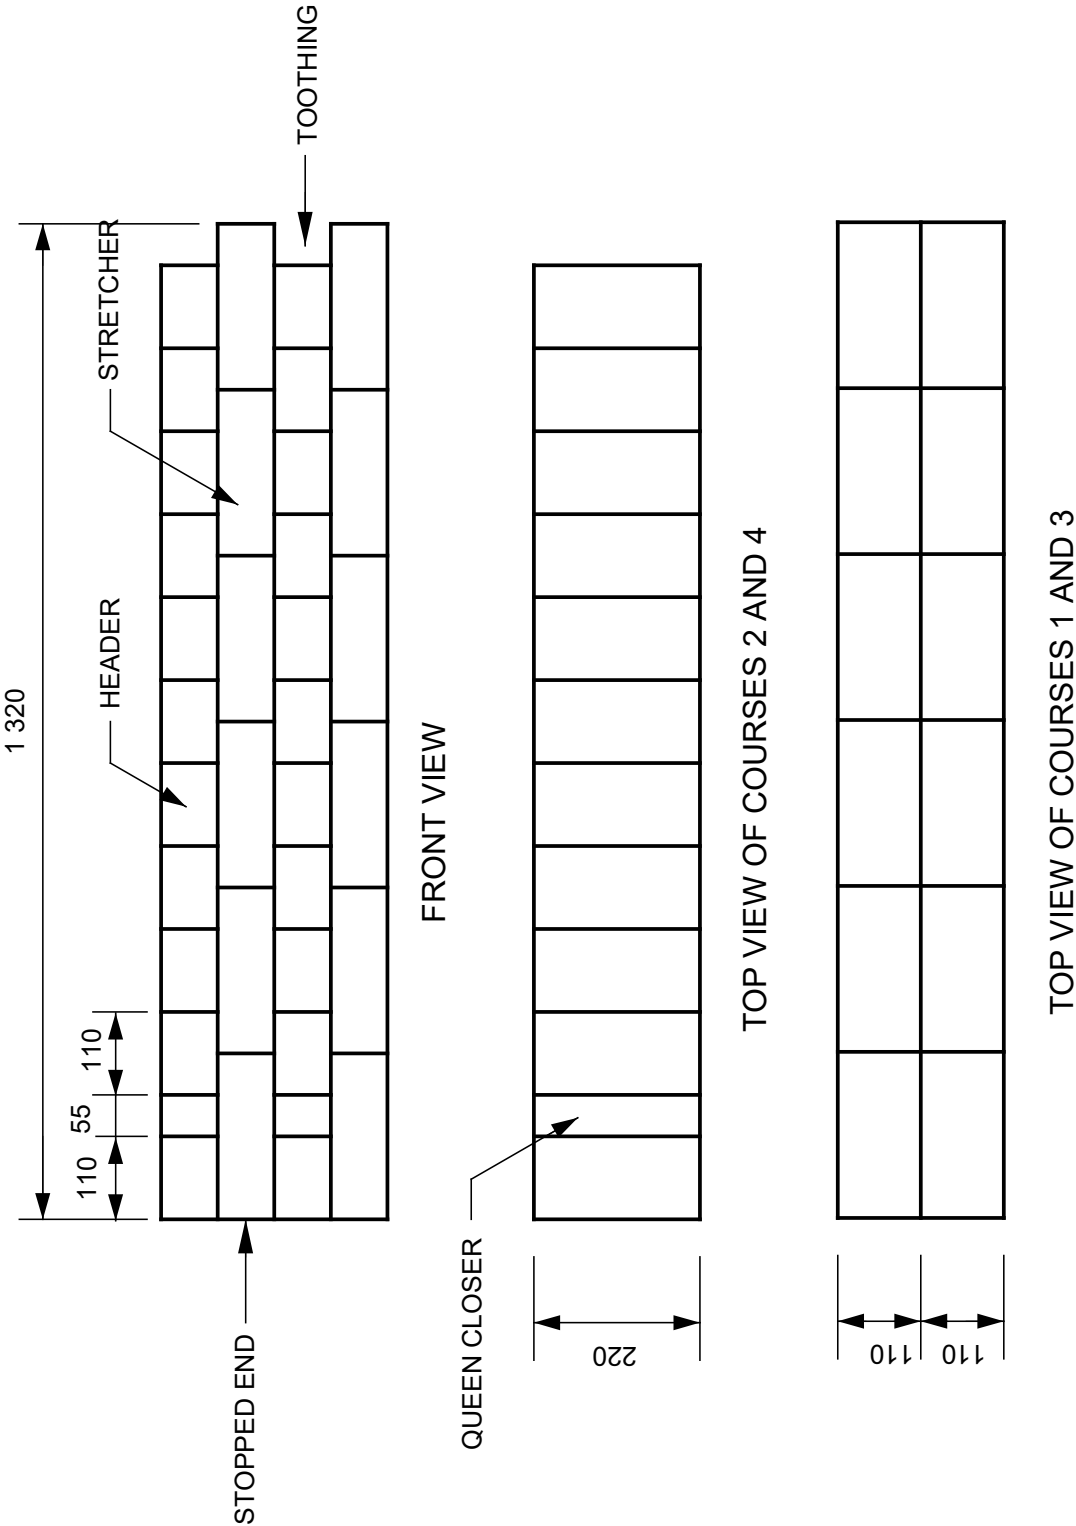 1 320
STRETCHER
TOOTHING
HEADER
110
55
110
STOPPED END
FRONT VIEW
QUEEN CLOSER
220
TOP VIEW OF COURSES 2 AND 4
110
110
TOP VIEW OF COURSES 1 AND 3